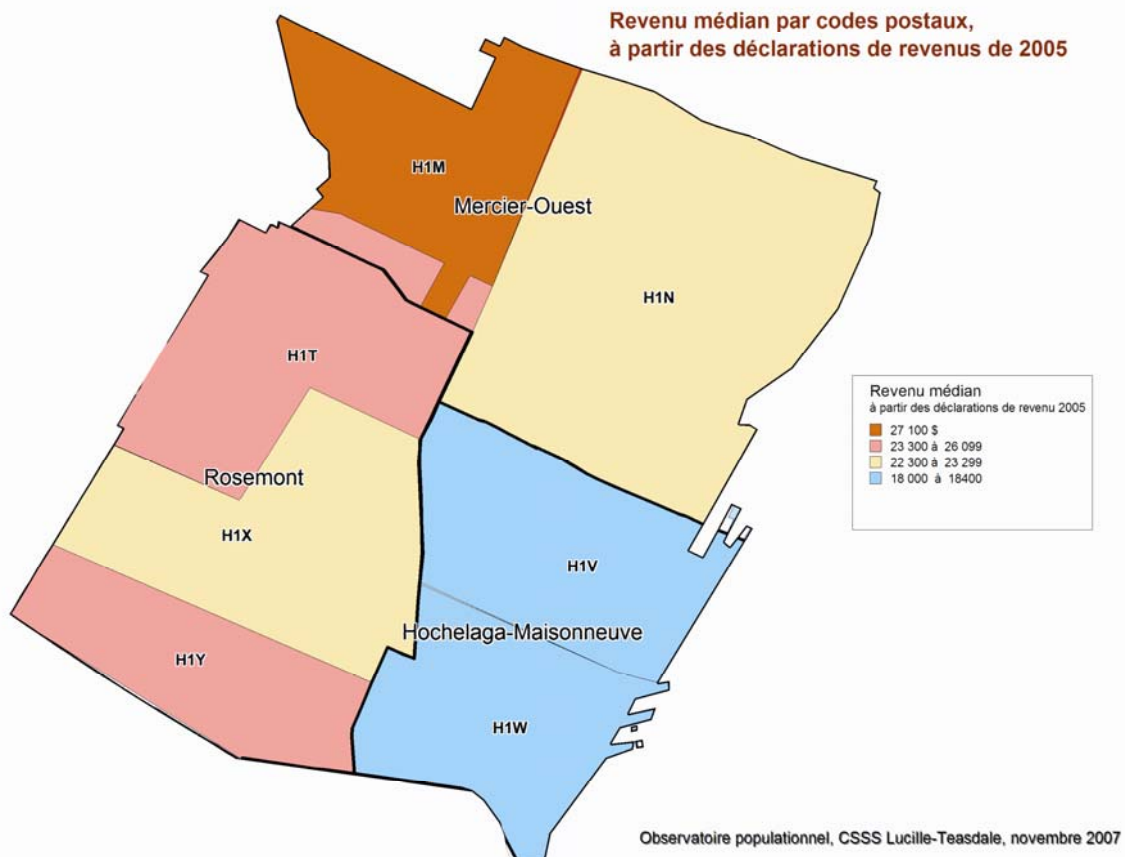 Revenu médian par codes postaux,
à partir des déclarations de revenus de 2005
H1M
Mercier-Ouest
H1N
H1T
Rosemont
H1X
H1V
Hochelaga-Maisonneuve
H1Y
H1W
Revenu médian
à partir des déclarations de revenu 2005
27 100 $
23 300 à 26 099
22 300 à 23 299
18 000 à 18400
Observatoire populationnel, CSSS Lucille-Teasdale, novembre 2007